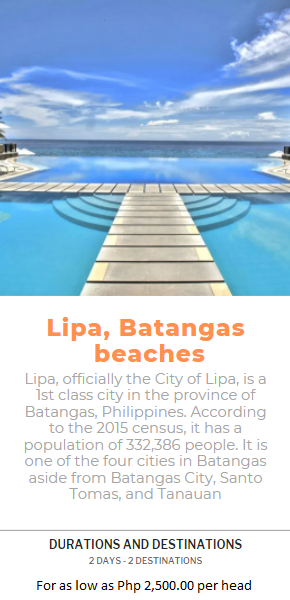 Lipa, Batangas
beaches
Lipa, officially the City of Lipa, is a
1st class city in the province of
Batangas, Philippines. According
to the 2015 census, it has a
population of 332,386 people. It is
one of the four cities in Batangas
aside from Batangas City, Santo
Tomas, and Tanauan
DURATIONS AND DESTINATIONS
2 DAYS - 2 DESTINATIONS
For as low as Php 2,500.00 per head